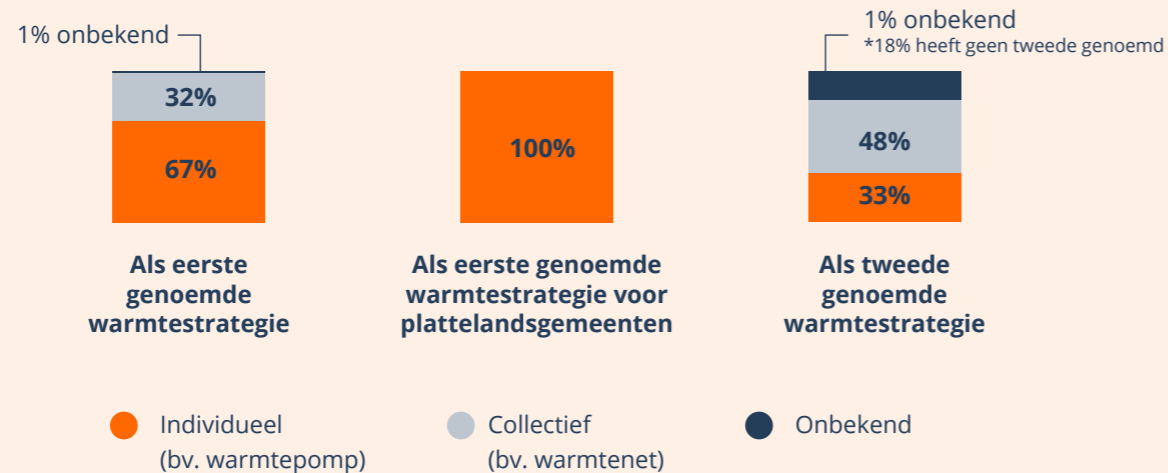 1% onbekend
32%
67%
Als eerste
genoemde
warmtestrategie
100%
Als eerste genoemde
warmtestrategie voor
plattelandsgemeenten
1% onbekend
*18% heeft geen tweede genoemd
48%
33%
Als tweede
genoemde
warmtestrategie
Individueel
(bv. warmtepomp)
Collectief
(bv. warmtenet)
Onbekend